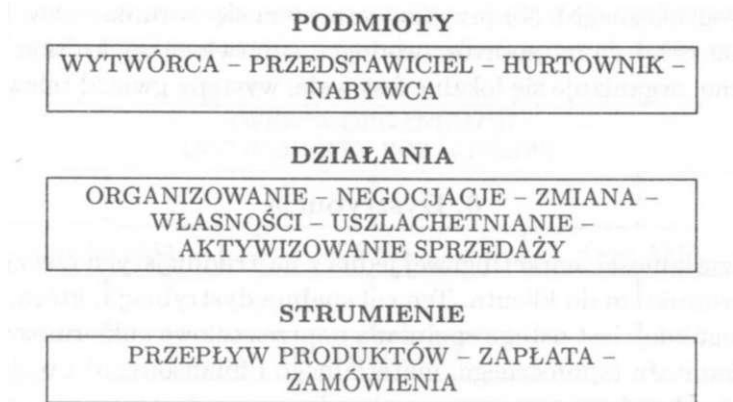 PODMIOTY
WYTWÓRCA – PRZEDSTAWICIEL – HURTOWNIK –
NABYWCA
DZIAŁANIA
ORGANIZOWANIE – NEGOCJACJE – ZMIANA –
WŁASNOŚCI – USZLACHETNIANIE –
AKTYWIZOWANIE SPRZEDAŻY
STRUMIENIE
PRZEPŁYW PRODUKTÓW – ZAPŁATA –
ZAMÓWIENIA